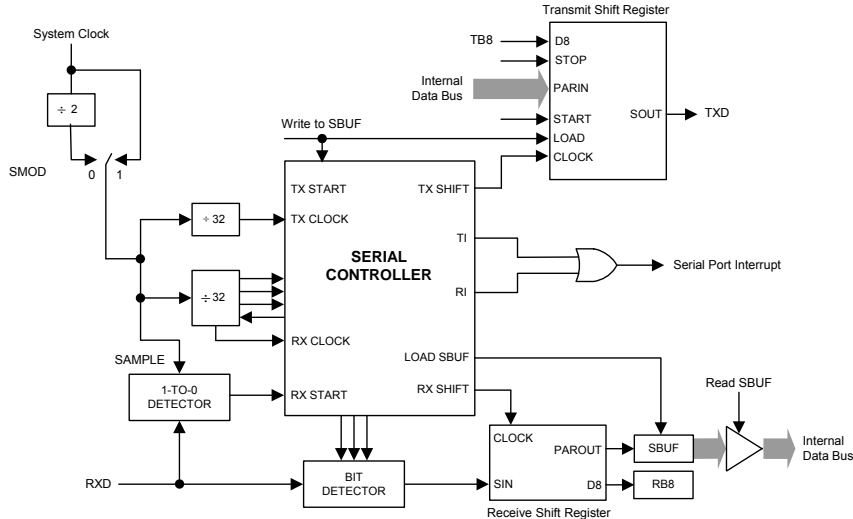 Transmit Shift Register
System Clock
TB8
D8
STOP
Internal
Data Bus
PARIN
÷ 2
START
SOUT
TXD
Write to SBUF
LOAD
CLOCK
SMOD
0
1
TX START
TX SHIFT
÷ 32
TX CLOCK
TI
SERIAL
CONTROLLER
Serial Port Interrupt
÷ 32
RI
RX CLOCK
SAMPLE
LOAD SBUF
1-TO-0
DETECTOR
RX START
RX SHIFT
Read SBUF
CLOCK
PAROUT
SBUF
Internal
Data Bus
RXD
BIT
DETECTOR
SIN
D8
RB8
Receive Shift Register